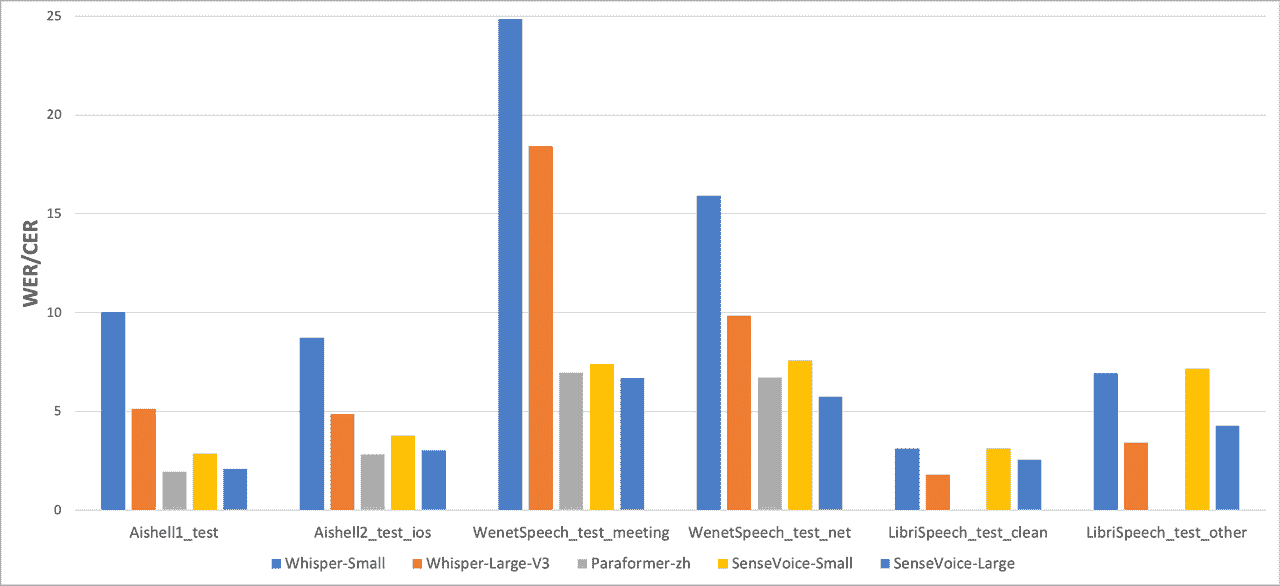 25
20
15
10
5
0
WER/CER
Aishell1_test Aishell2_test_ios WenetSpeech_test_meeting WenetSpeech_test_net LibriSpeech_test_clean LibriSpeech_test_other
Whisper-Small Whisper-Large-V3 Paraformer-zh SenseVoice-Small SenseVoice-Large